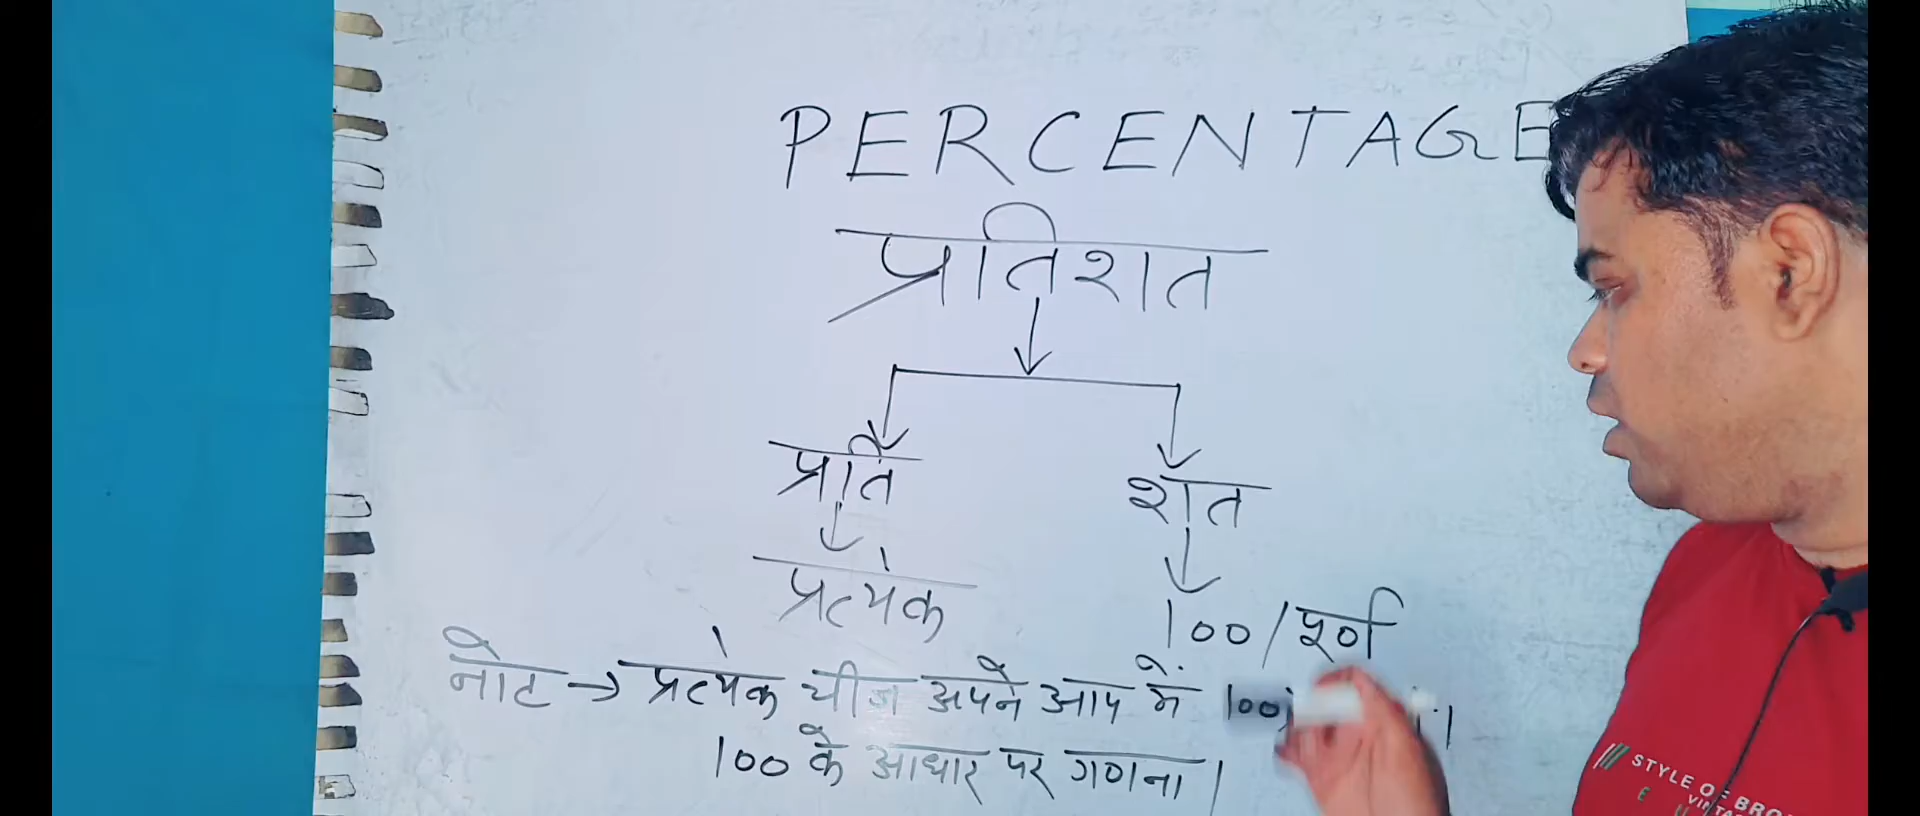 PERCENTAGE
प्रतिशत
प्रति शत
प्रत्येक
100/पूर्ण
नोट → प्रत्येक चीज अपने आप में 100
100 के आधार पर गणना।
STYLE OF BRO